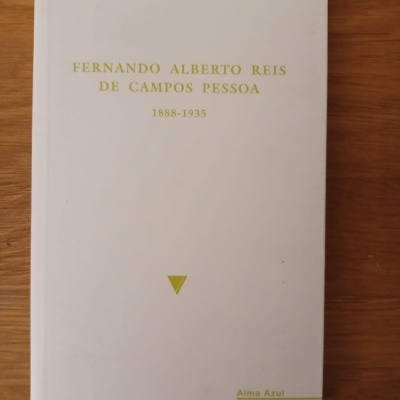 FERNANDO ALBERTO REIS
DE CAMPOS PESSOA
1888-1935
Alma Azul